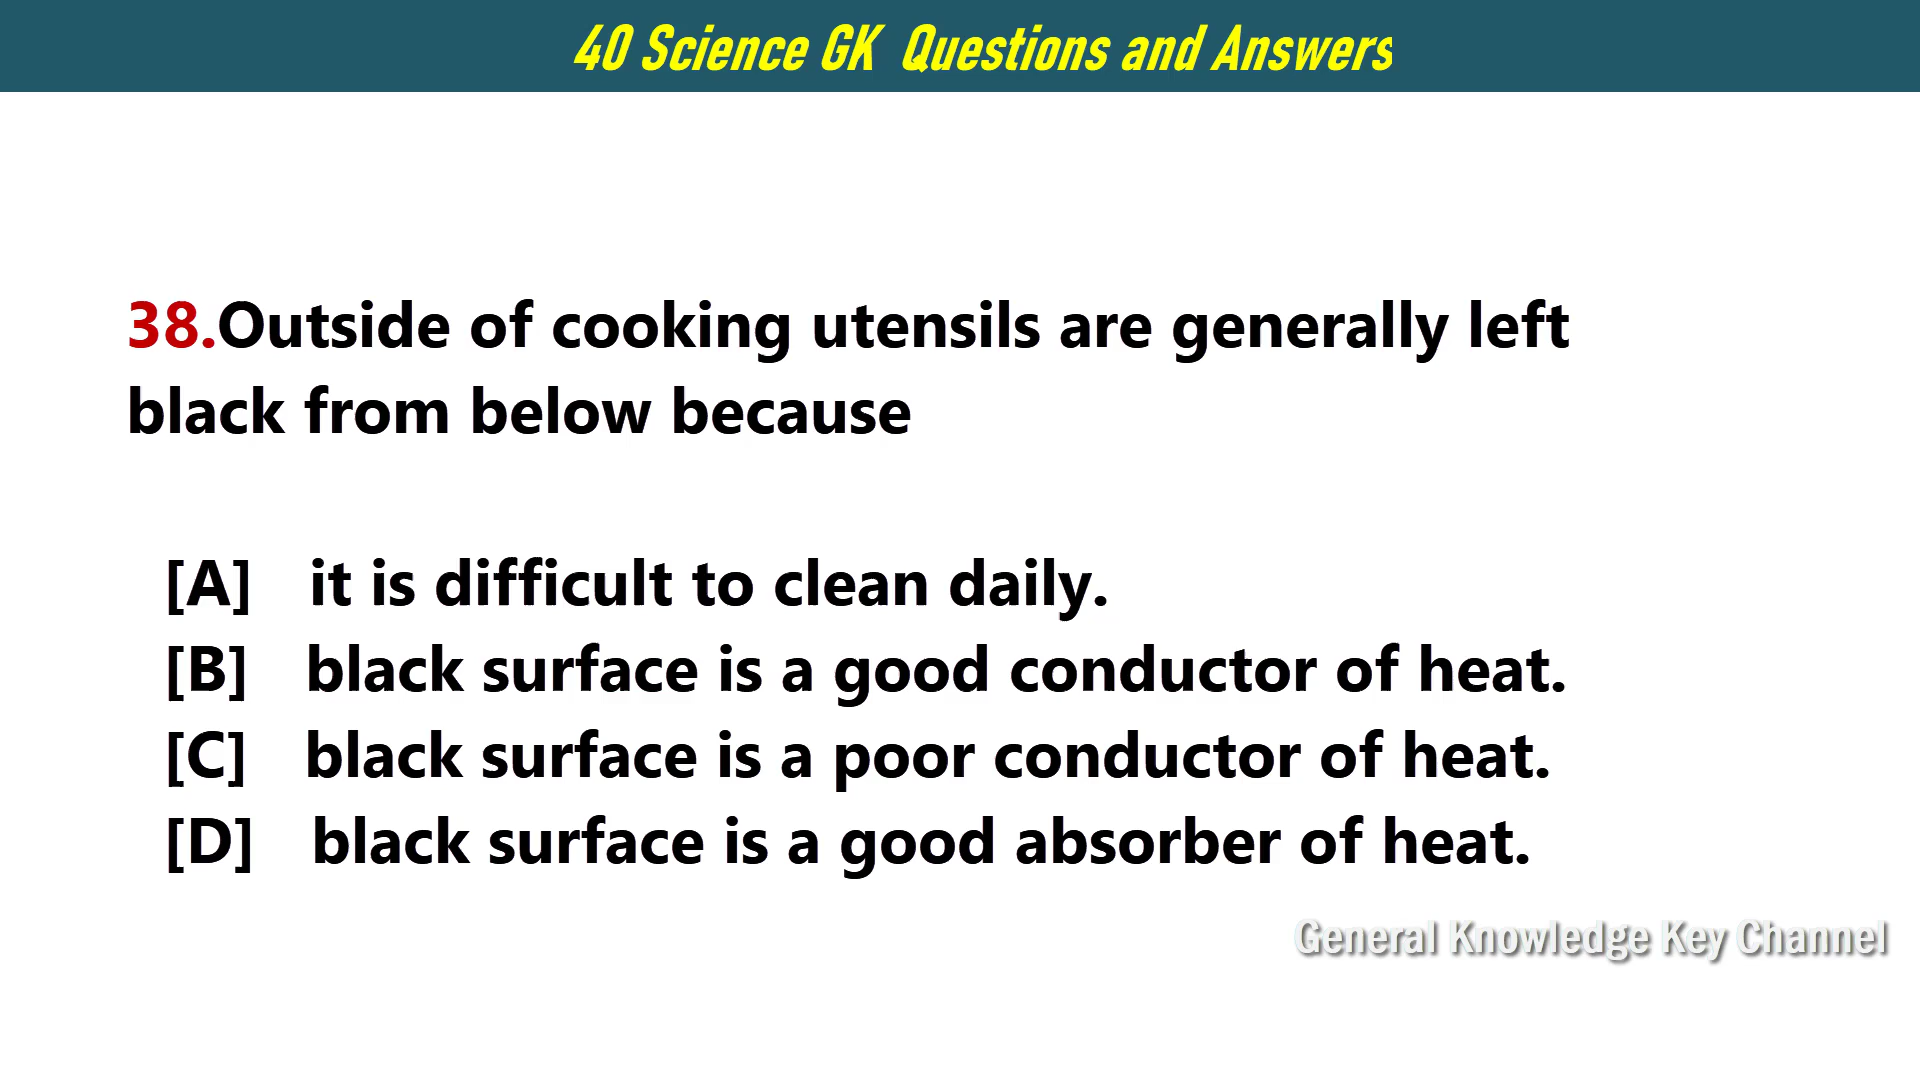 40 Science GK Questions and Answers
38.Outside of cooking utensils are generally left
black from below because
[A] it is difficult to clean daily.
[B] black surface is a good conductor of heat.
[C] black surface is a poor conductor of heat.
[D] black surface is a good absorber of heat.
General Knowledge Key Channel